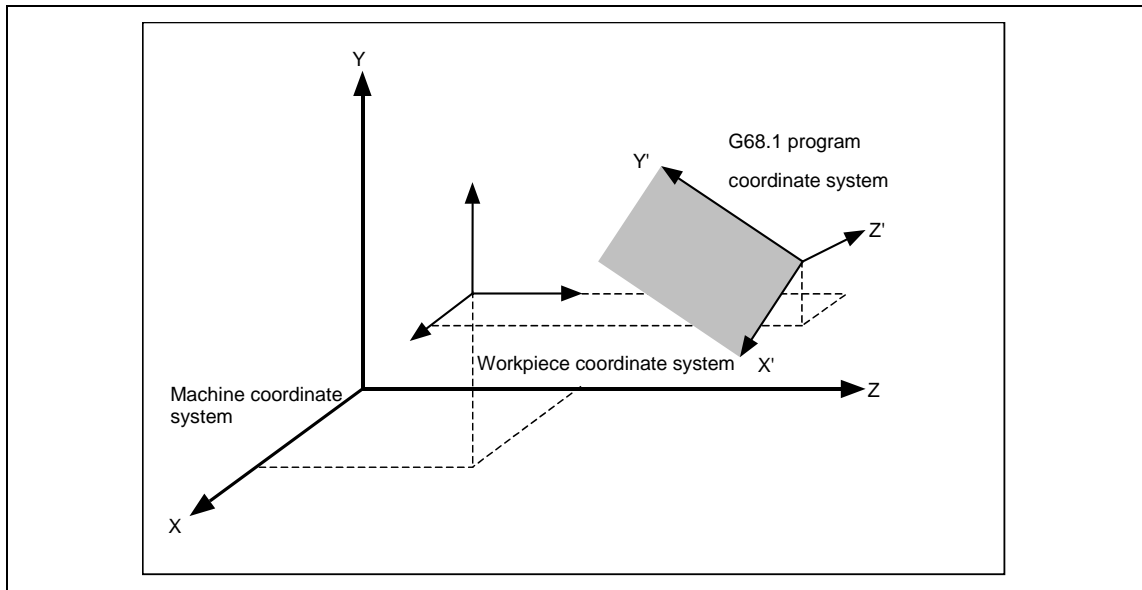 Y
G68.1 program
coordinate system
Y'
Z'
X'
Workpiece coordinate system
Machine coordinate
system
Z
X